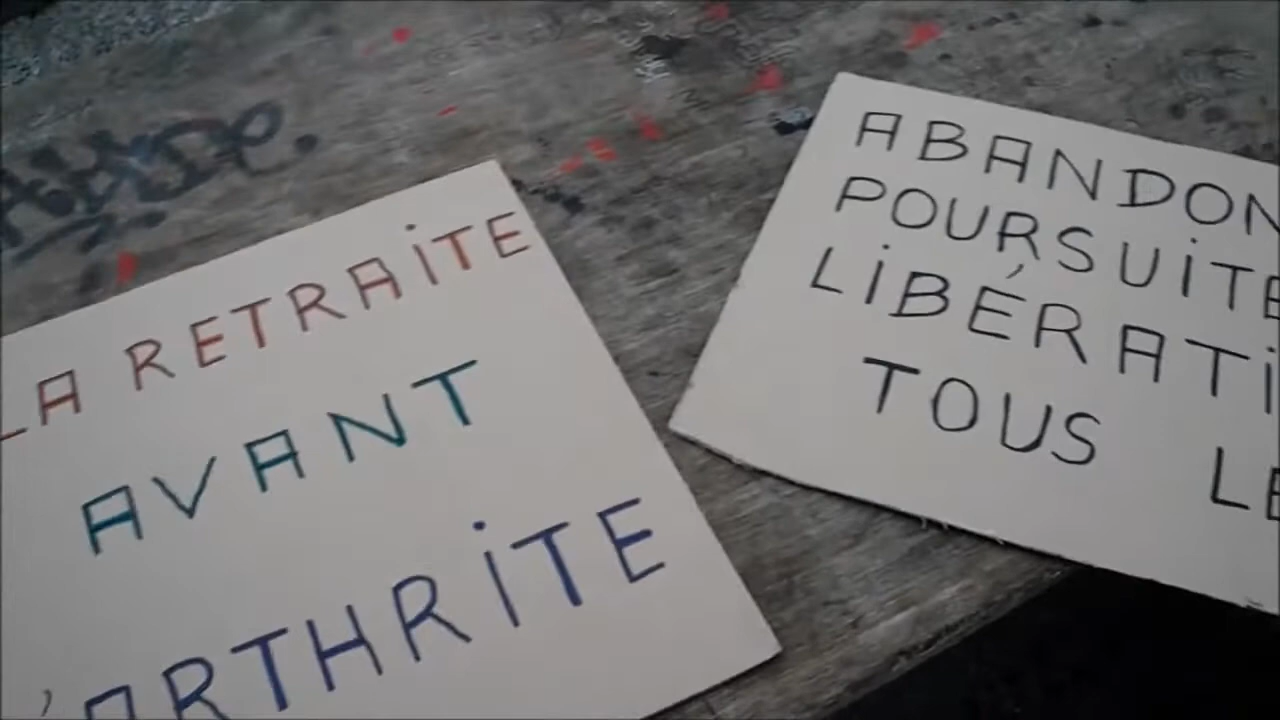 LA RETRAiTE
AVANT
'ARTHRiTE
ABANDON
POURSUiTE
LiBÉRATi
TOUS LE